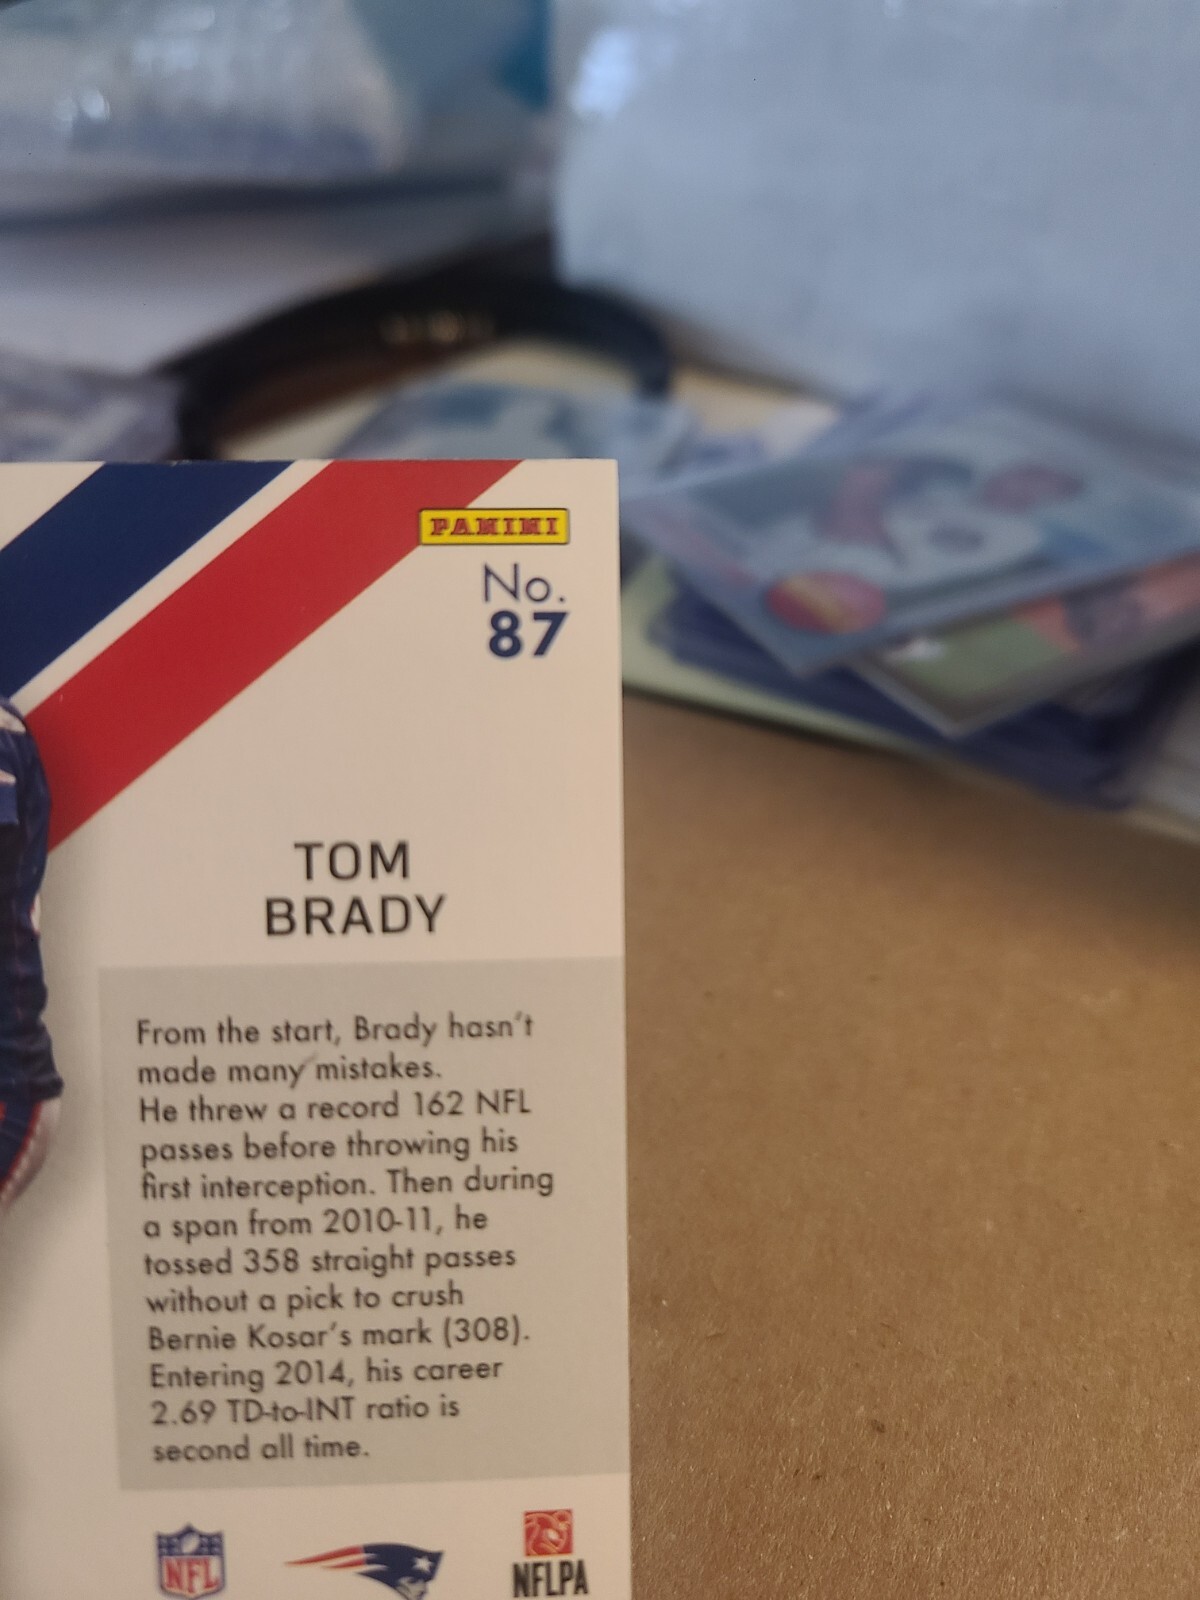 PANINI
No.
87
TOM
BRADY
From the start, Brady hasn't
made many mistakes.
He threw a record 162 NFL
passes before throwing his
first interception. Then during
a span from 2010-11, he
tossed 358 straight passes
without a pick to crush
Bernie Kosar's mark (308).
Entering 2014, his career
2.69 TD-to-INT ratio is
second all time.
NFL
NFLPA